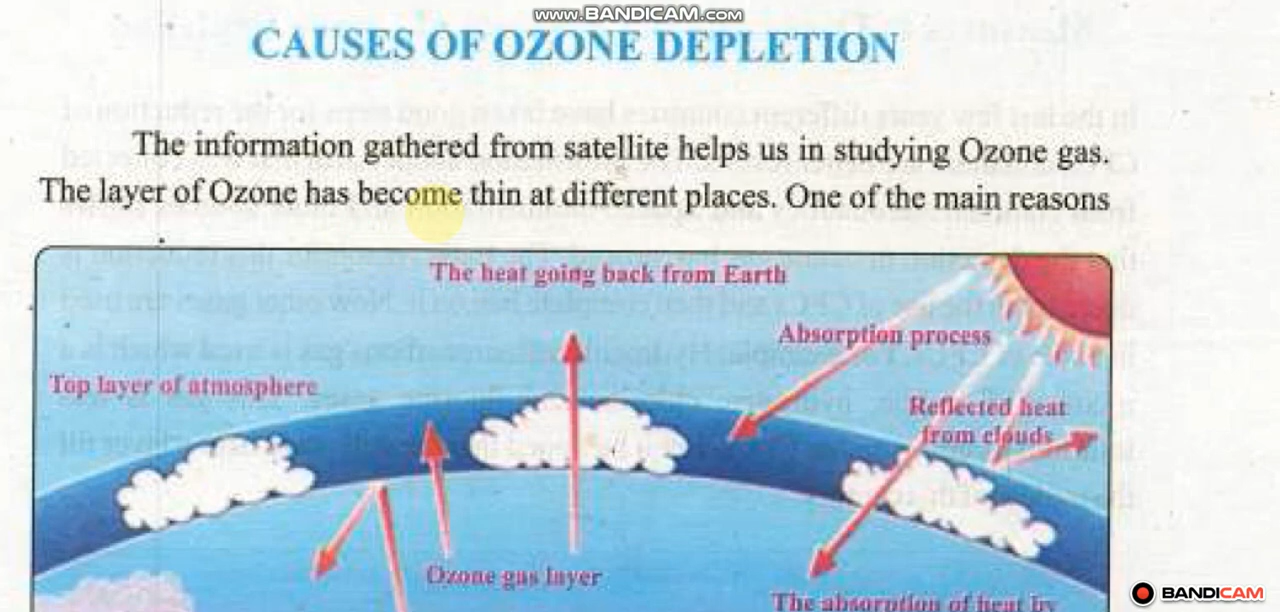 www.BANDICAM.com
CAUSES OF OZONE DEPLETION
The information gathered from satellite helps us in studying Ozone gas.
The layer of Ozone has become thin at different places. One of the main reasons
The heat going back from Earth
Absorption process
Top layer of atmosphere
Reflected heat
from clouds
Ozone gas layer
The absorption of heat by
BANDICAM